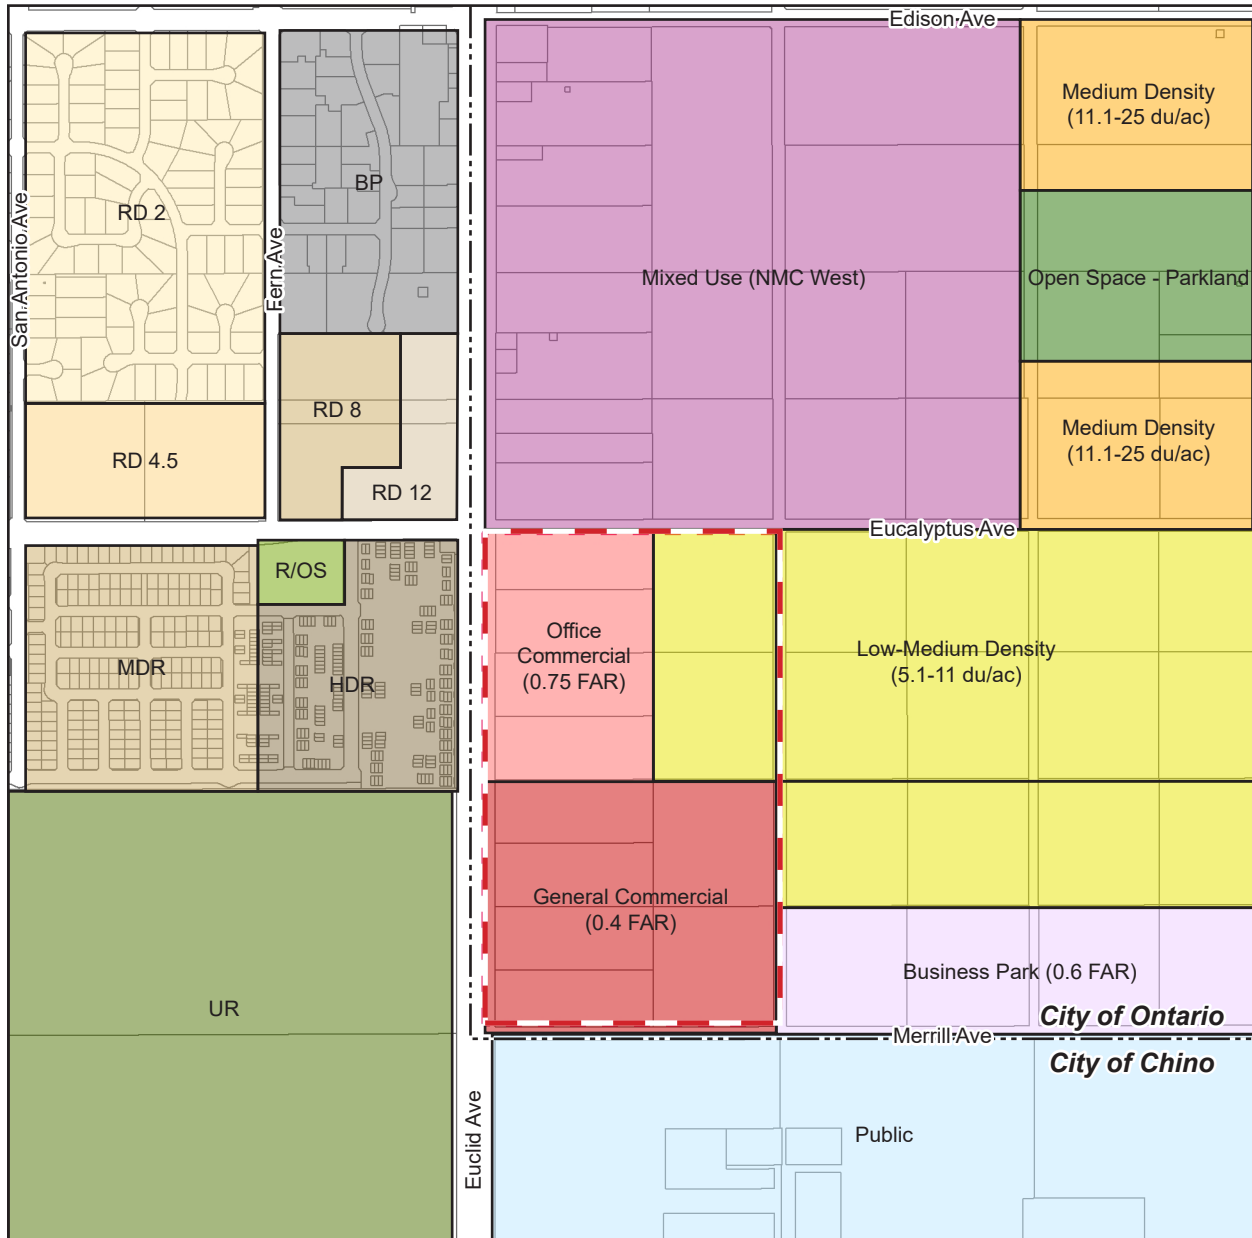 Edison Ave
Medium Density
(11.1-25 du/ac)
BP
RD 2
San Antonio Ave
Fern Ave
Mixed Use (NMC West)
Open Space - Parkland
RD 8
Medium Density
(11.1-25 du/ac)
RD 4.5
RD 12
Eucalyptus Ave
R/OS
Office
Commercial
(0.75 FAR)
Low-Medium Density
(5.1-11 du/ac)
MDR
HDR
General Commercial
(0.4 FAR)
Business Park (0.6 FAR)
UR
City of Ontario
Merrill Ave
City of Chino
Euclid Ave
Public